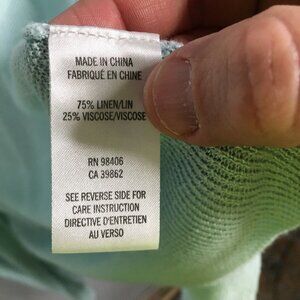 MADE IN CHINA
FABRIQUÉ EN CHINE
75% LINEN/LIN
25% VISCOSE/VISCOSE
RN 98406
CA 39862
SEE REVERSE SIDE FOR
CARE INSTRUCTION
DIRECTIVE D'ENTRETIEN
AU VERSO